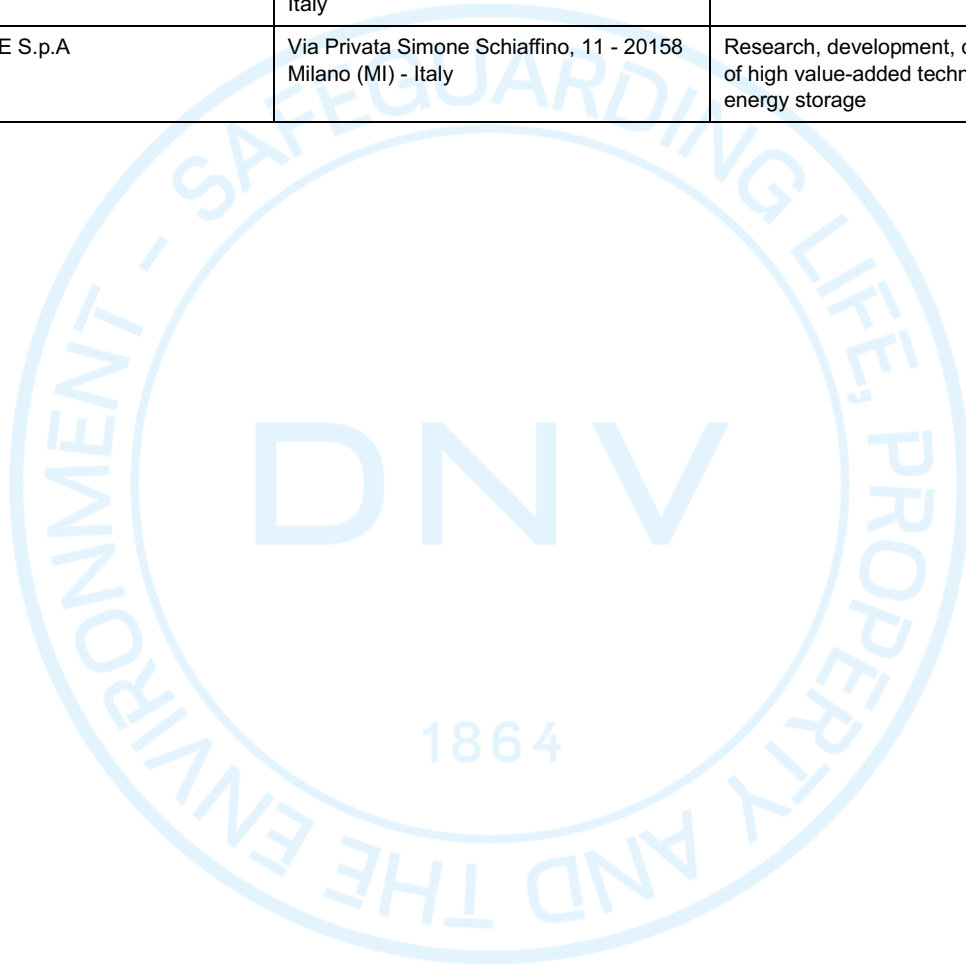 Italy
E S.p.A
Via Privata Simone Schiaffino, 11 - 20158
Milano (MI) - Italy
Research, development,
of high value-added
energy storage
SAFEGUARDING LIFE, PROPERTY AND THE ENVIRONMENT -
DNV
1864